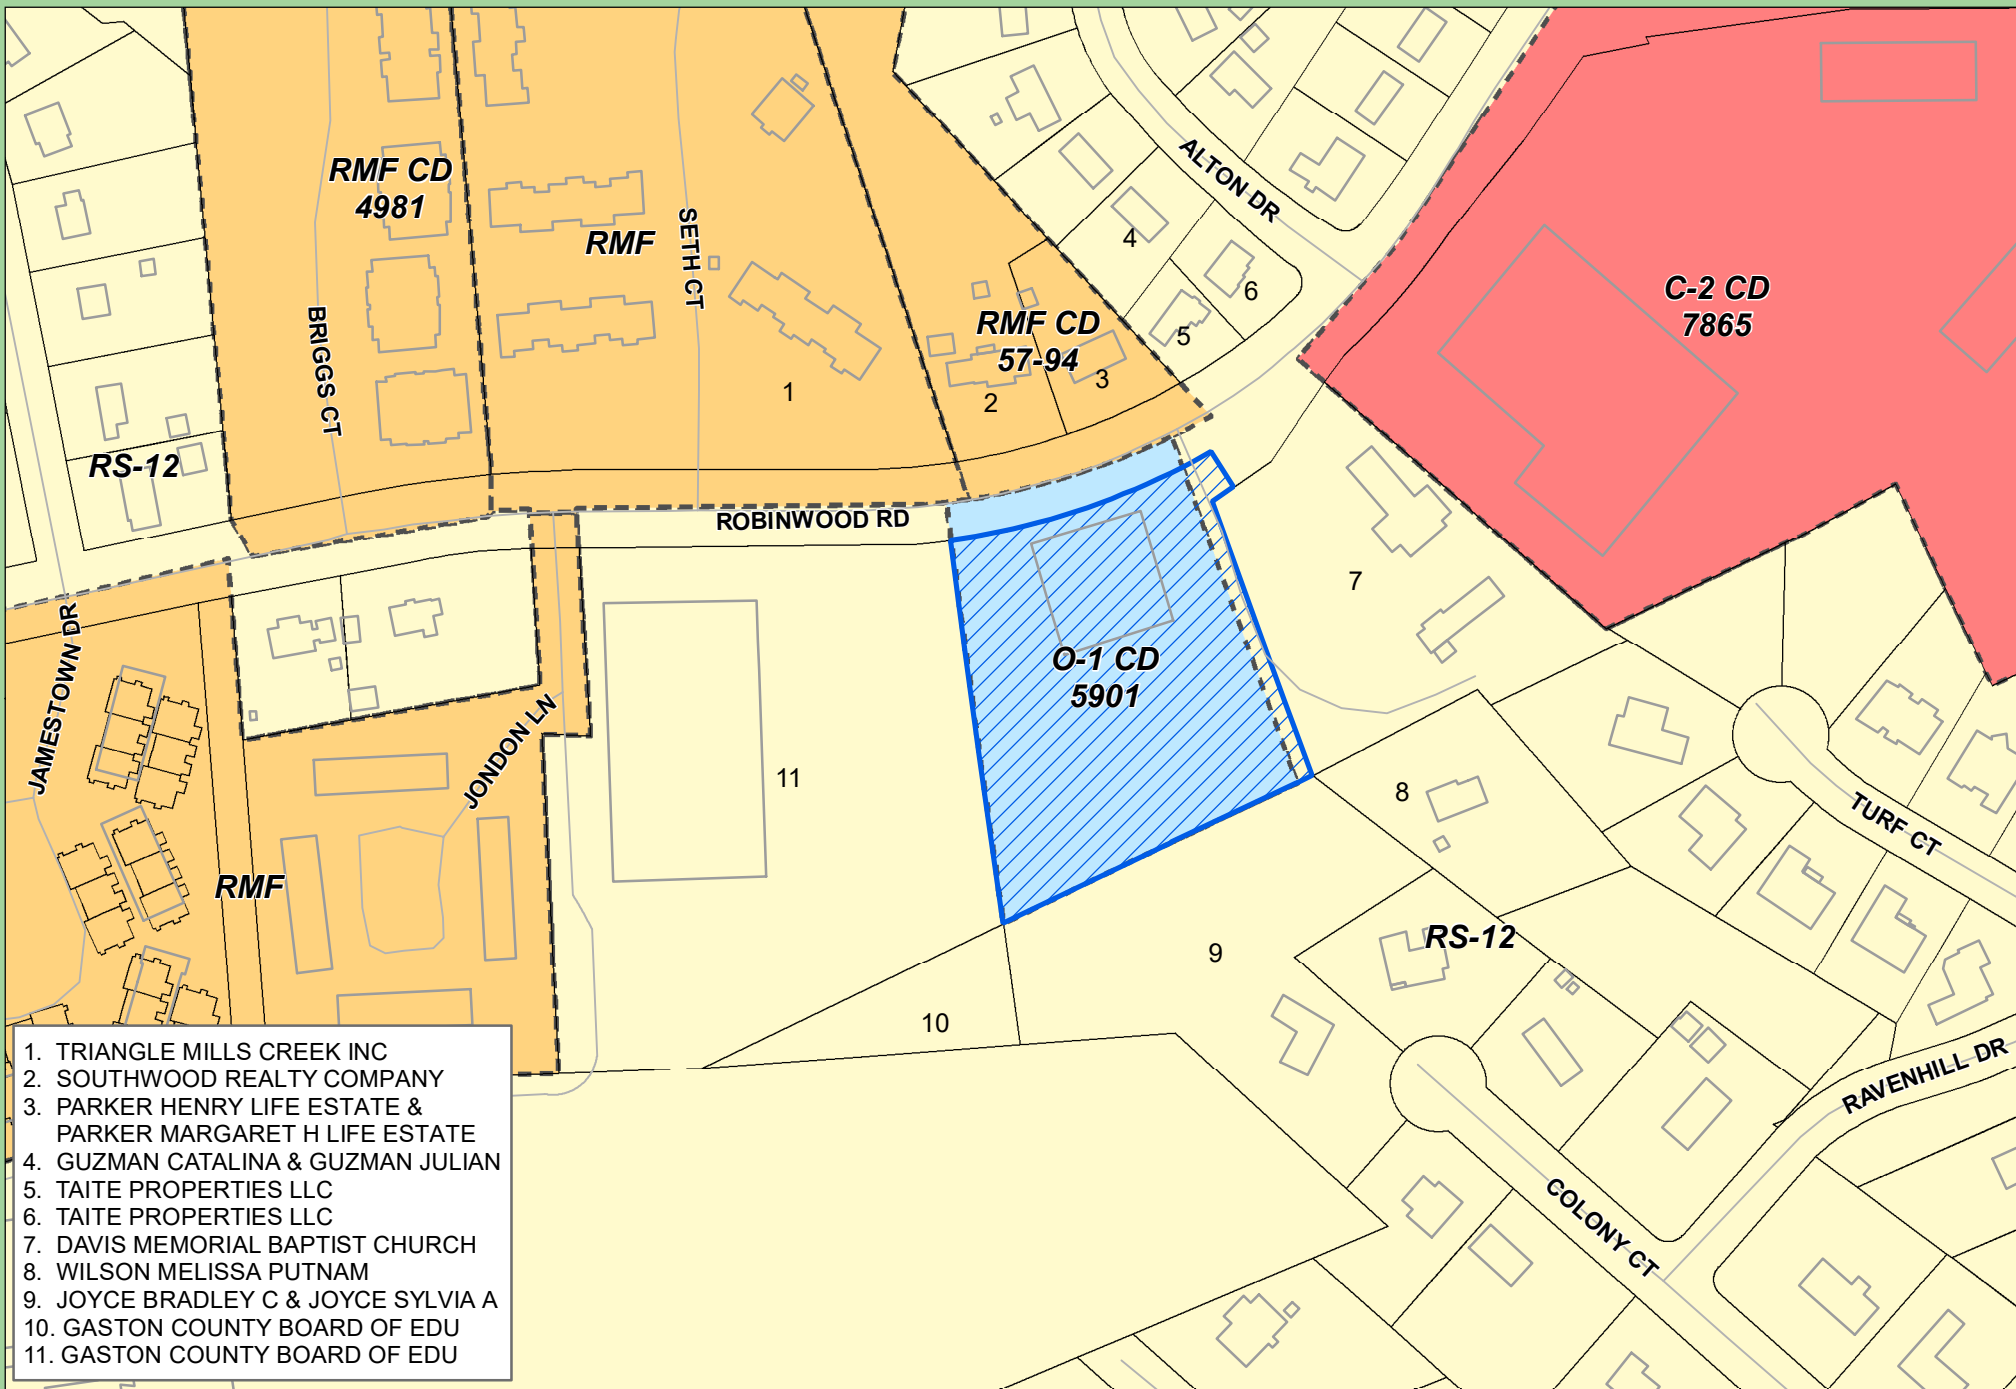 RMF CD
4981
RMF
SETH CT
ALTON DR
BRIGGS CT
4
6
5
RMF CD
57-94
3
2
1
C-2 CD
7865
RS-12
ROBINWOOD RD
7
O-1 CD
5901
JAMESTOWN DR
JONDON LN
11
8
TURF CT
RMF
9
RS-12
10
RAVENHILL DR
COLONY CT
1. TRIANGLE MILLS CREEK INC
2. SOUTHWOOD REALTY COMPANY
3. PARKER HENRY LIFE ESTATE &
PARKER MARGARET H LIFE ESTATE
4. GUZMAN CATALINA & GUZMAN JULIAN
5. TAITE PROPERTIES LLC
6. TAITE PROPERTIES LLC
7. DAVIS MEMORIAL BAPTIST CHURCH
8. WILSON MELISSA PUTNAM
9. JOYCE BRADLEY C & JOYCE SYLVIA A
10. GASTON COUNTY BOARD OF EDU
11. GASTON COUNTY BOARD OF EDU